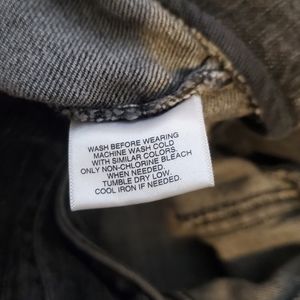 WASH BEFORE WEARING
MACHINE WASH COLD
WITH SIMILAR COLORS.
ONLY NON-CHLORINE BLEACH
WHEN NEEDED.
TUMBLE DRY LOW.
COOL IRON IF NEEDED.